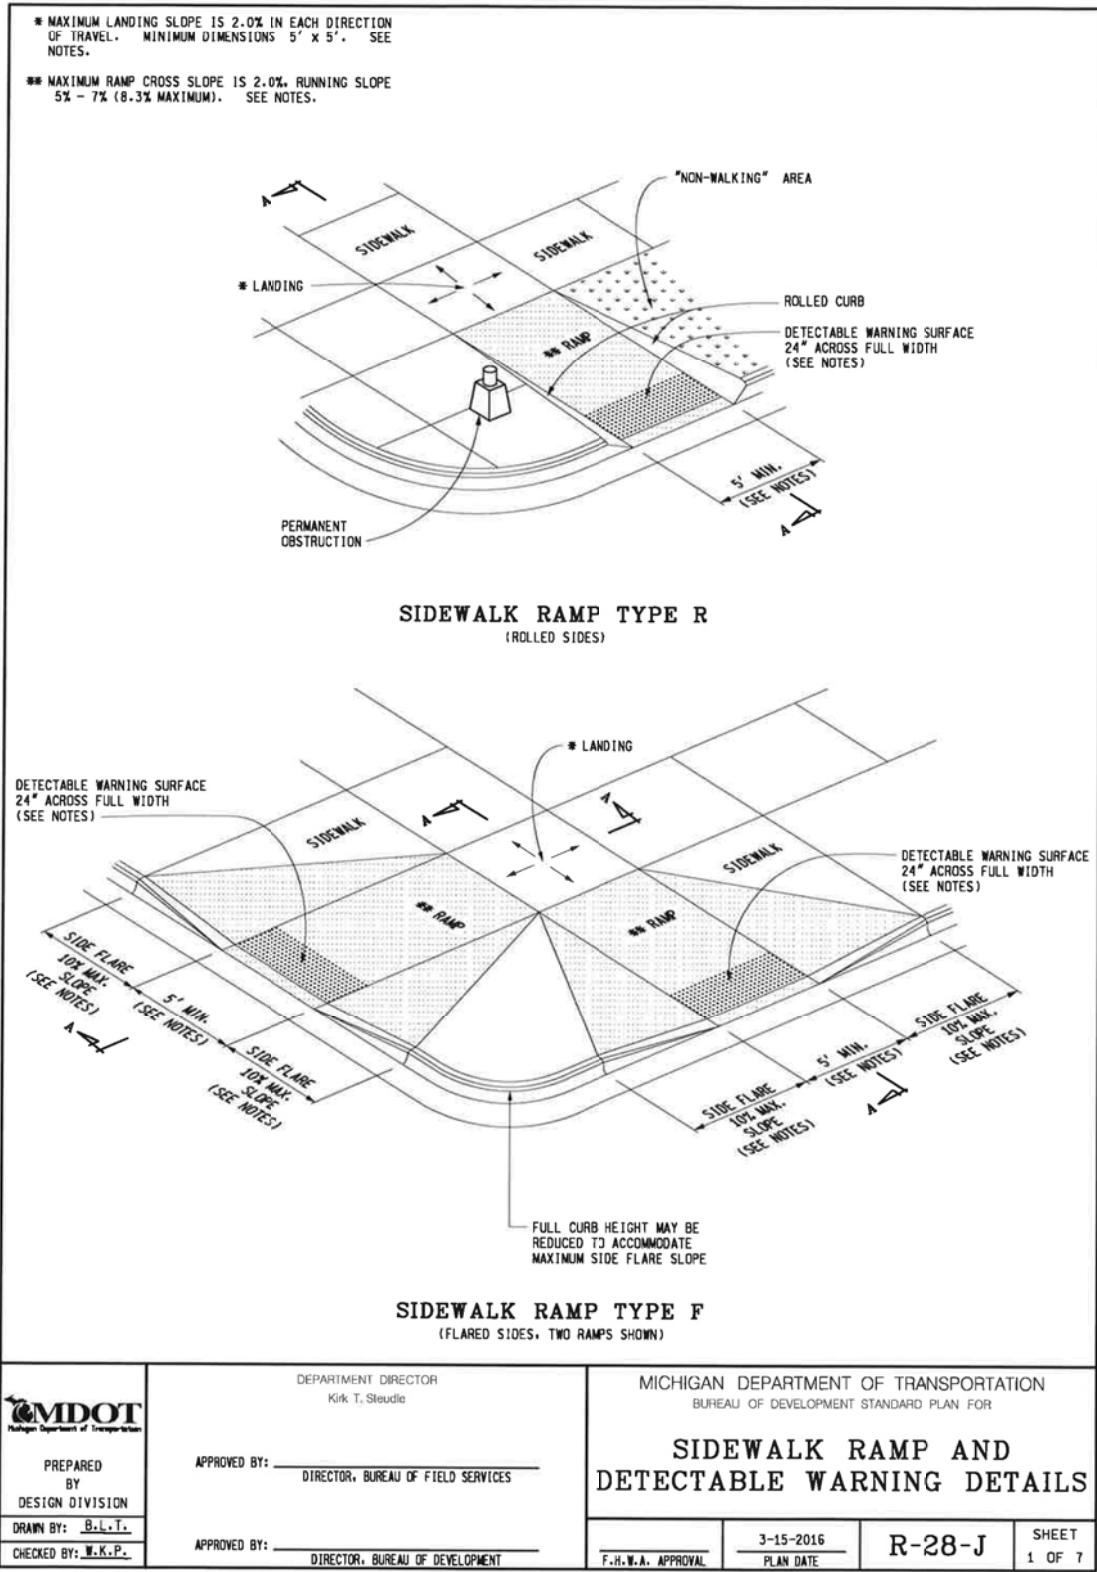 * MAXIMUM LANDING SLOPE IS 2.0% IN EACH DIRECTION
OF TRAVEL. MINIMUM DIMENSIONS 5' x 5'. SEE
NOTES.
** MAXIMUM RAMP CROSS SLOPE IS 2.0%, RUNNING SLOPE
5% - 7% (8.3% MAXIMUM). SEE NOTES.
"NON-WALKING" AREA
A
SIDEWALK
SIDEWALK
* LANDING
ROLLED CURB
DETECTABLE WARNING SURFACE
24" ACROSS FULL WIDTH
(SEE NOTES)
** RAMP
5' MIN.
(SEE NOTES)
A
PERMANENT
OBSTRUCTION
SIDEWALK RAMP TYPE R
(ROLLED SIDES)
* LANDING
DETECTABLE WARNING SURFACE
24" ACROSS FULL WIDTH
(SEE NOTES)
A
A
SIDEWALK
SIDEWALK
DETECTABLE WARNING SURFACE
24" ACROSS FULL WIDTH
(SEE NOTES)
** RAMP
** RAMP
SIDE FLARE
10% MAX.
SLOPE
(SEE NOTES)
5' MIN.
(SEE NOTES)
A
SIDE FLARE
10% MAX.
SLOPE
(SEE NOTES)
SIDE FLARE
10% MAX.
SLOPE
(SEE NOTES)
5' MIN.
(SEE NOTES)
SIDE FLARE
10% MAX.
SLOPE
(SEE NOTES)
A
FULL CURB HEIGHT MAY BE
REDUCED TO ACCOMMODATE
MAXIMUM SIDE FLARE SLOPE
SIDEWALK RAMP TYPE F
(FLARED SIDES, TWO RAMPS SHOWN)
MDOT
Michigan Department of Transportation
PREPARED
BY
DESIGN DIVISION
DRAWN BY: B.L.T.
CHECKED BY: W.K.P.
DEPARTMENT DIRECTOR
Kirk T. Steudle
APPROVED BY:
DIRECTOR, BUREAU OF FIELD SERVICES
APPROVED BY:
DIRECTOR, BUREAU OF DEVELOPMENT
MICHIGAN DEPARTMENT OF TRANSPORTATION
BUREAU OF DEVELOPMENT STANDARD PLAN FOR
SIDEWALK RAMP AND
DETECTABLE WARNING DETAILS
F.H.W.A. APPROVAL
3-15-2016
PLAN DATE
R-28-J
SHEET
1 OF 7